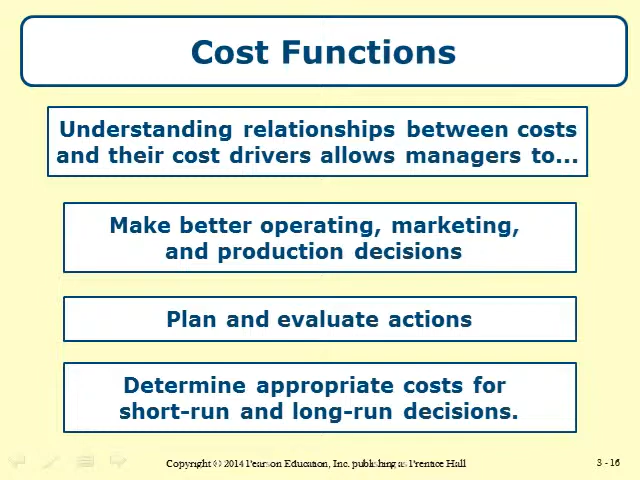 Cost Functions
Understanding relationships between costs
and their cost drivers allows managers to...
Make better operating, marketing,
and production decisions
Plan and evaluate actions
Determine appropriate costs for
short-run and long-run decisions.
Copyright © 2014 Pearson Education, Inc. publishing as Prentice Hall
3 - 16